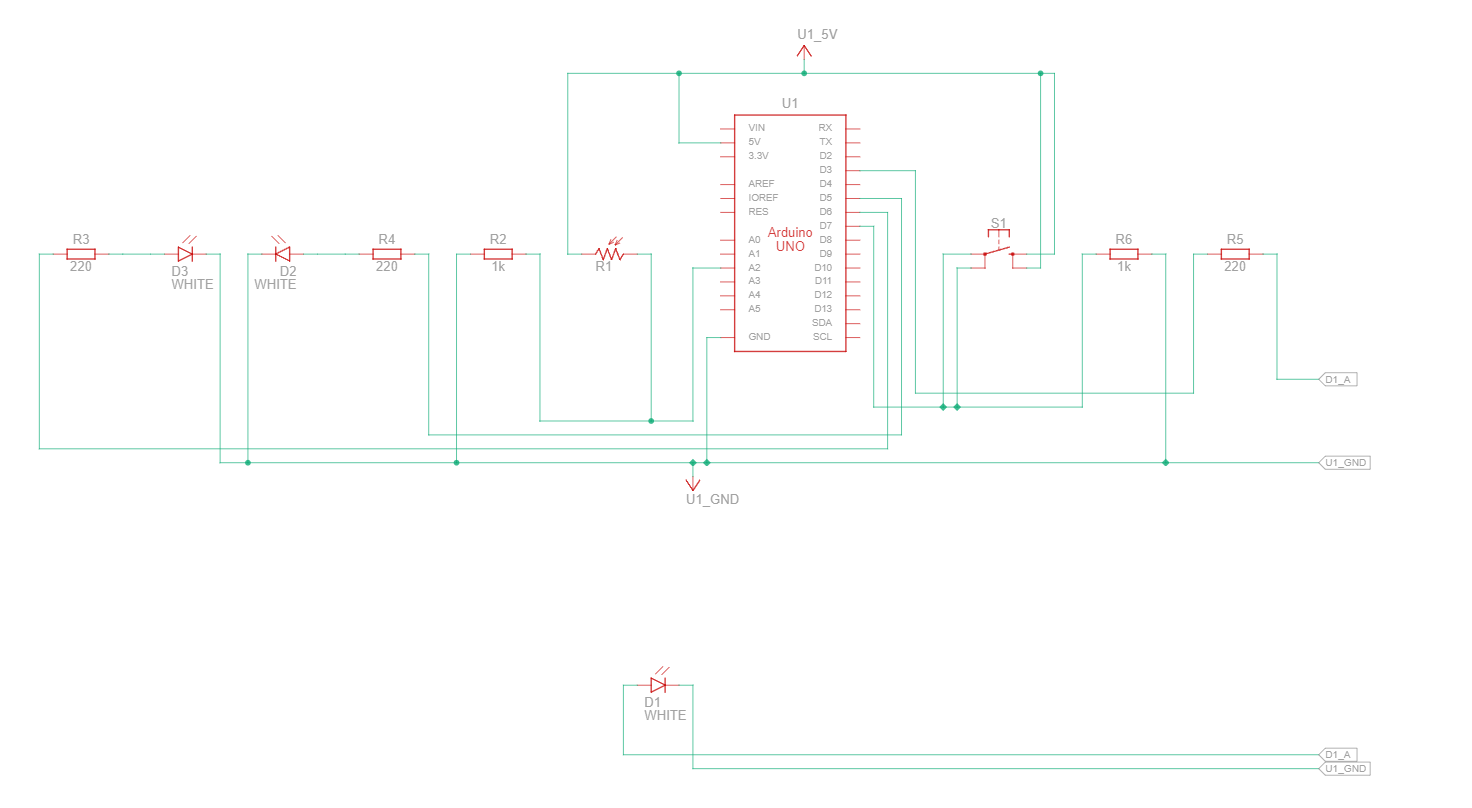 U1_5V
U1
VIN RX
5V TX
3.3V D2
D3
AREF D4
IOREF D5
RES D6
D7
Arduino
UNO
A0 D8
A1 D9
A2 D10
A3 D11
A4 D12
A5 D13
SDA
GND SCL
R3
220
D3
WHITE
D2
WHITE
R4
220
R2
1k
R1
S1
R6
1k
R5
220
D1_A
U1_GND
U1_GND
D1
WHITE
D1_A
U1_GND